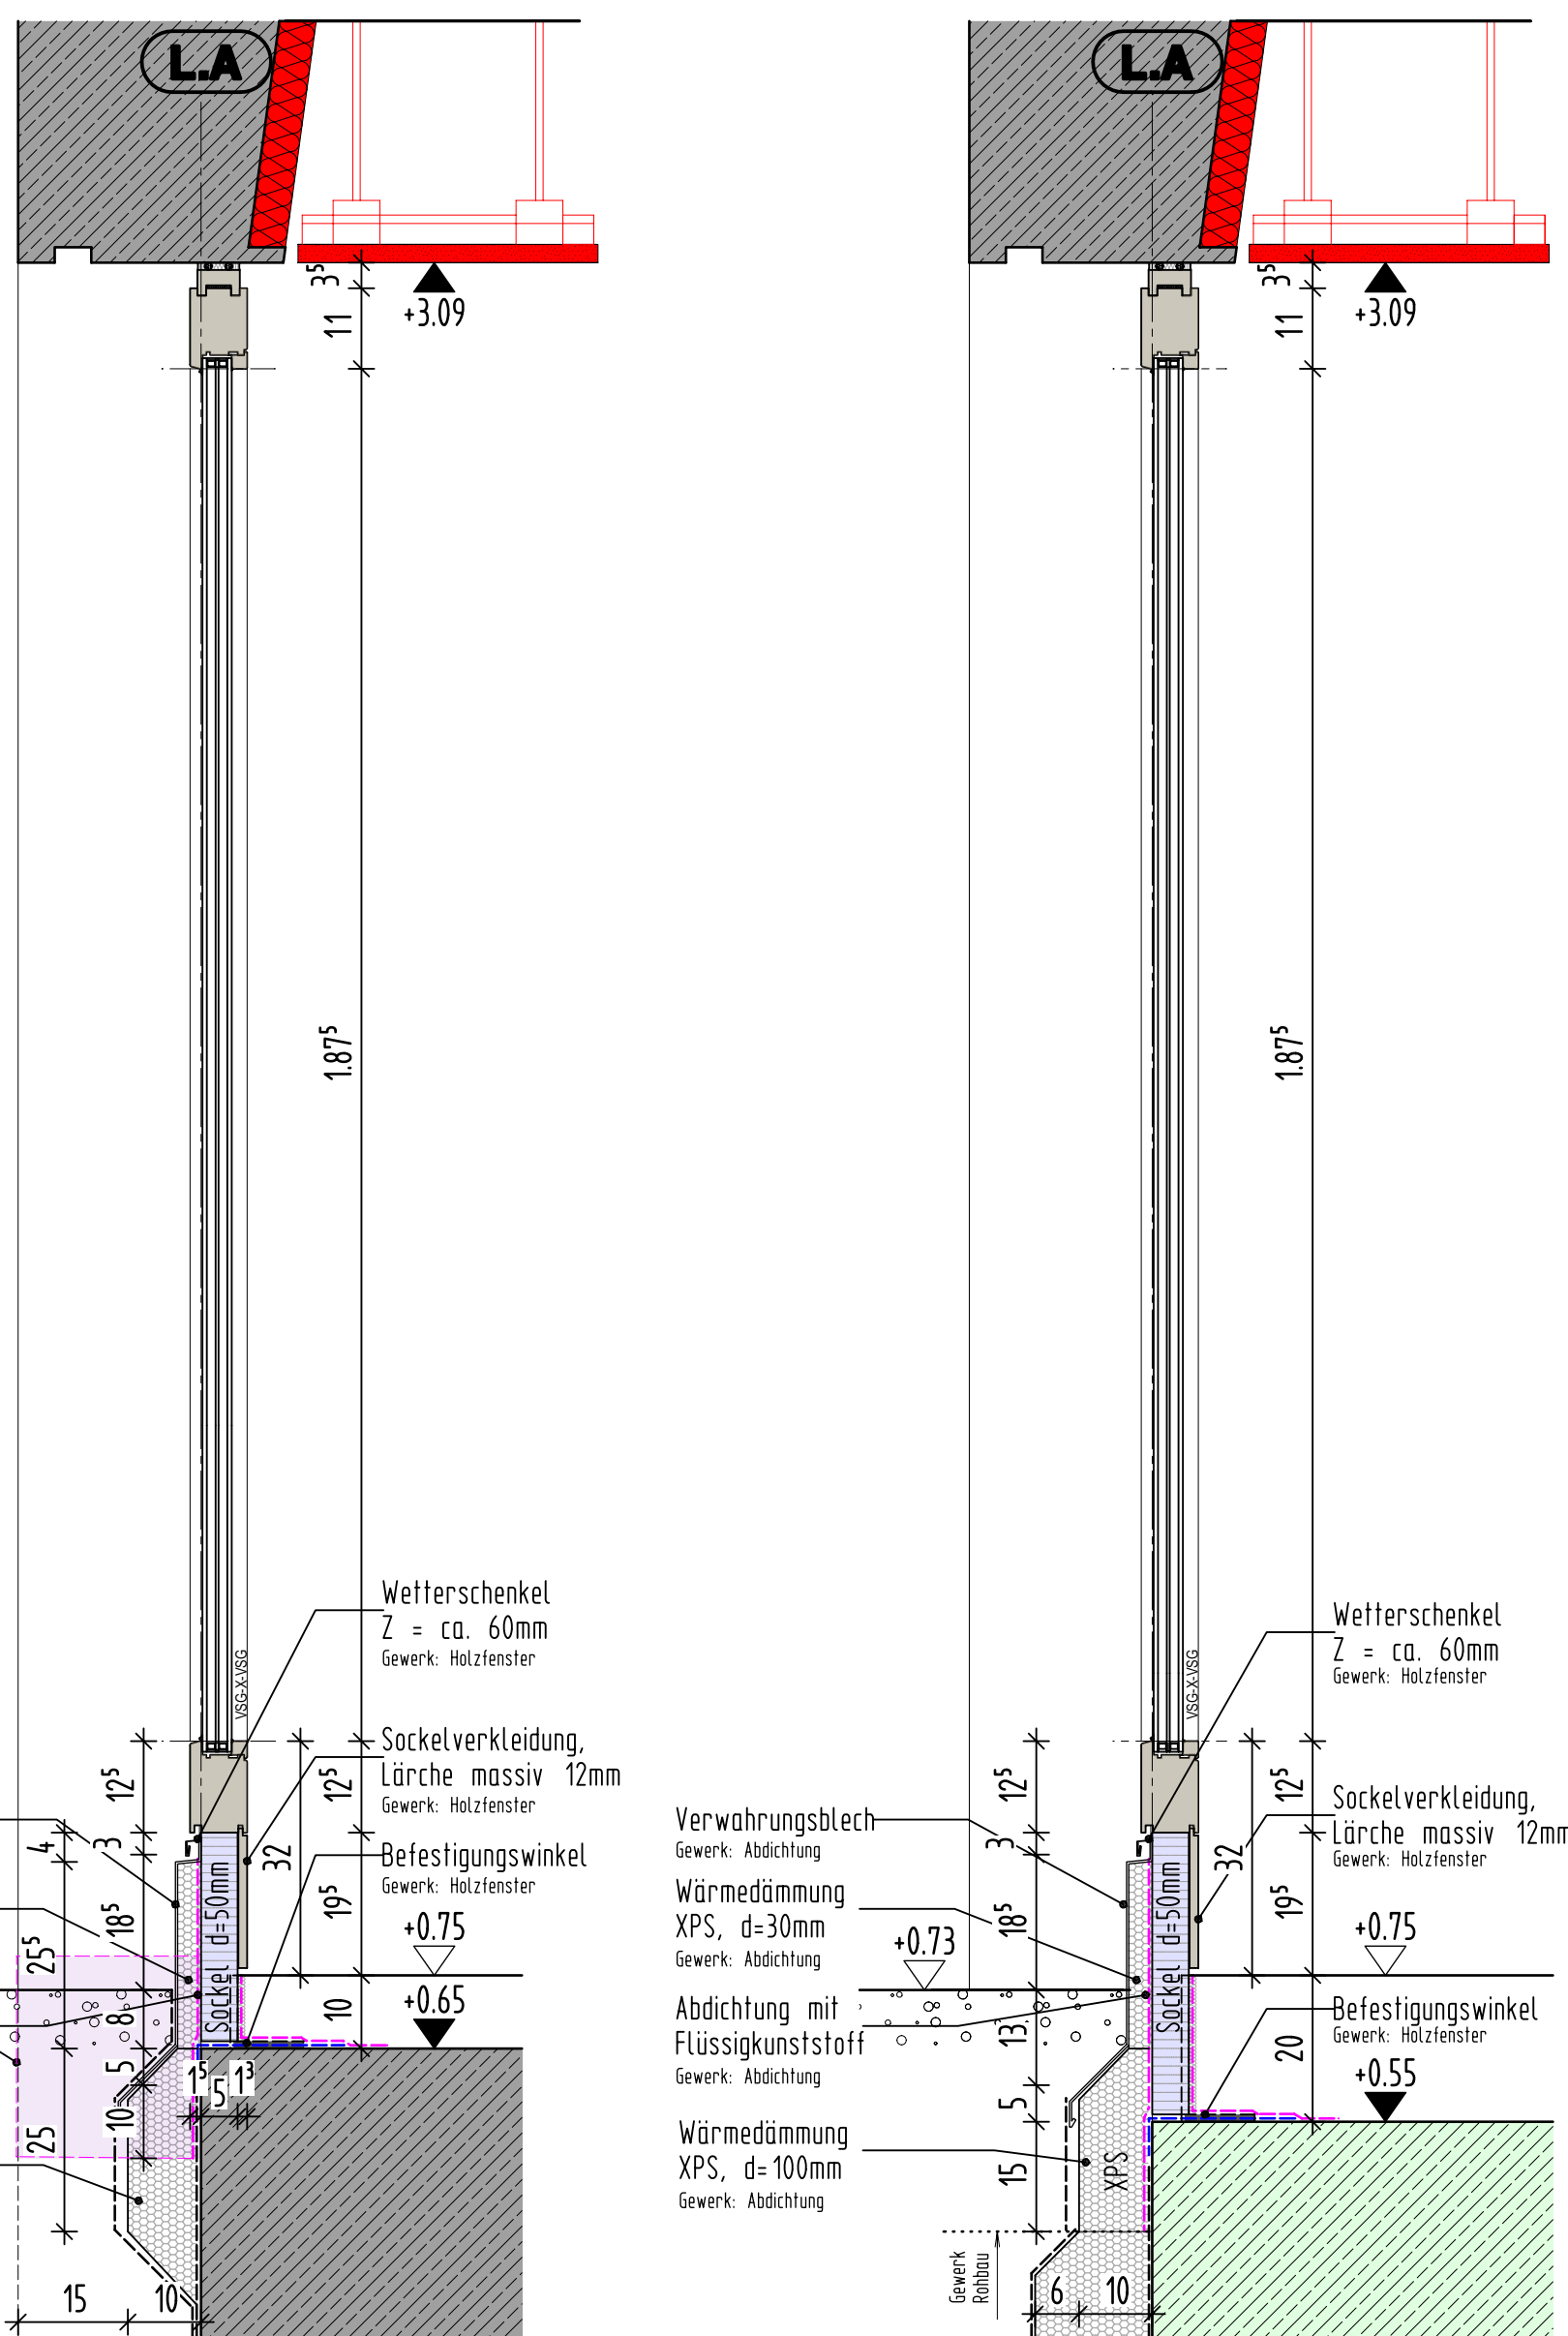 L.A
3⁵
11
+3.09
1.87⁵
VSG-X-VSG
Wetterschenkel
Z = ca. 60mm
Gewerk: Holzfenster
Sockelverkleidung,
Lärche massiv 12mm
Gewerk: Holzfenster
Befestigungswinkel
Gewerk: Holzfenster
12⁵
3
4
18⁵
25⁵
8
5
10
25
12⁵
32
19⁵
10
+0.75
+0.65
Sockel d=50mm
1⁵
5
1³
15
10
L.A
3⁵
11
+3.09
1.87⁵
VSG-X-VSG
Wetterschenkel
Z = ca. 60mm
Gewerk: Holzfenster
Sockelverkleidung,
Lärche massiv 12mm
Gewerk: Holzfenster
Befestigungswinkel
Gewerk: Holzfenster
Verwahrungsblech
Gewerk: Abdichtung
Wärmedämmung
XPS, d=30mm
Gewerk: Abdichtung
Abdichtung mit
Flüssigkunststoff
Gewerk: Abdichtung
Wärmedämmung
XPS, d=100mm
Gewerk: Abdichtung
+0.73
12⁵
3
18⁵
13
5
15
12⁵
32
19⁵
20
+0.75
+0.55
Sockel d=50mm
XPS
Gewerk
Rohbau
6
10